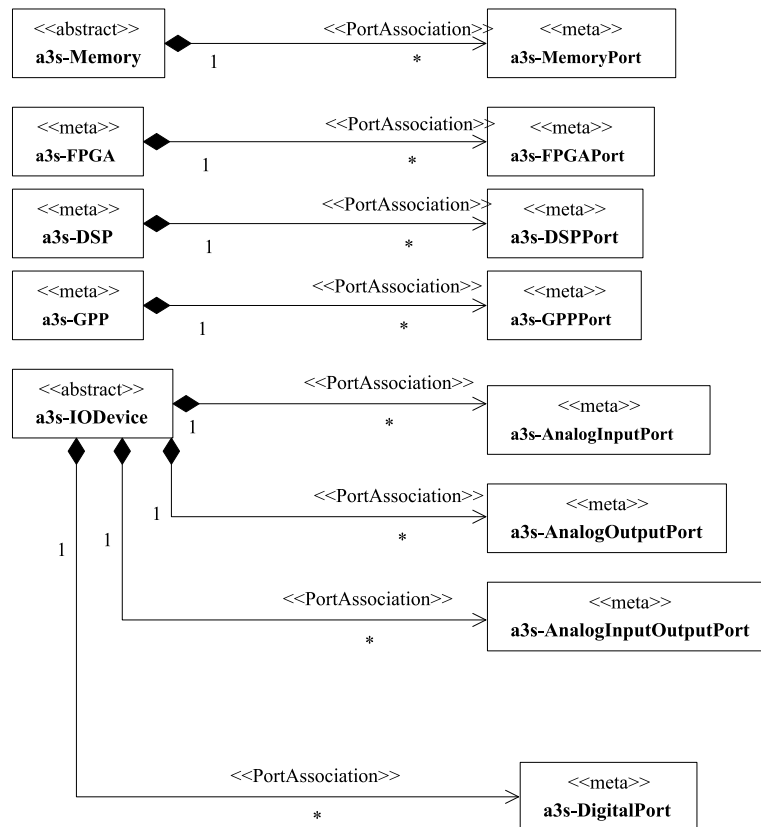 <<abstract>>
a3s-Memory
1
<<PortAssociation>>
*
<<meta>>
a3s-MemoryPort
<<meta>>
a3s-FPGA
1
<<PortAssociation>>
*
<<meta>>
a3s-FPGAPort
<<meta>>
a3s-DSP
1
<<PortAssociation>>
*
<<meta>>
a3s-DSPPort
<<meta>>
a3s-GPP
1
<<PortAssociation>>
*
<<meta>>
a3s-GPPPort
<<abstract>>
a3s-IODevice
1
<<PortAssociation>>
*
<<meta>>
a3s-AnalogInputPort
1
<<PortAssociation>>
*
<<meta>>
a3s-AnalogOutputPort
1
<<PortAssociation>>
*
<<meta>>
a3s-AnalogInputOutputPort
1
<<PortAssociation>>
*
<<meta>>
a3s-DigitalPort